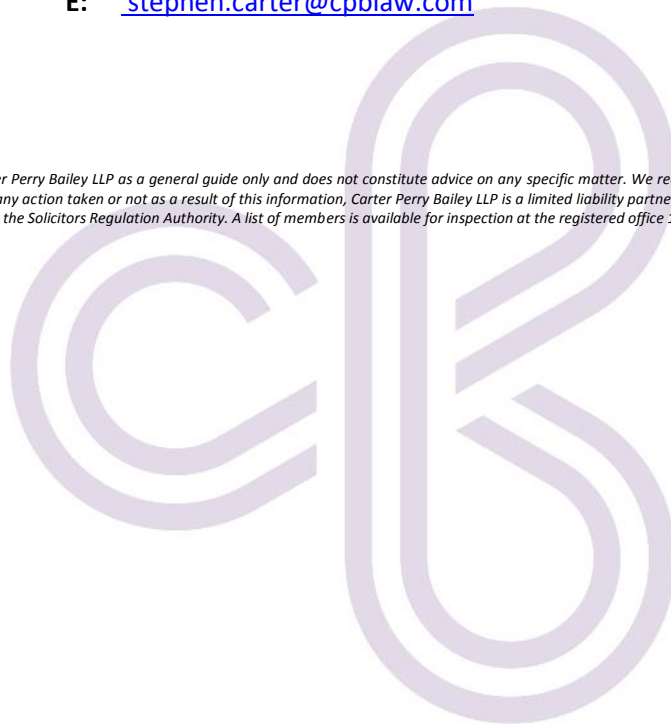 E: stephen.carter@cpblaw.com
r Perry Bailey LLP as a general guide only and does not constitute advice on any specific matter. We re
any action taken or not as a result of this information, Carter Perry Bailey LLP is a limited liability partne
the Solicitors Regulation Authority. A list of members is available for inspection at the registered office 1